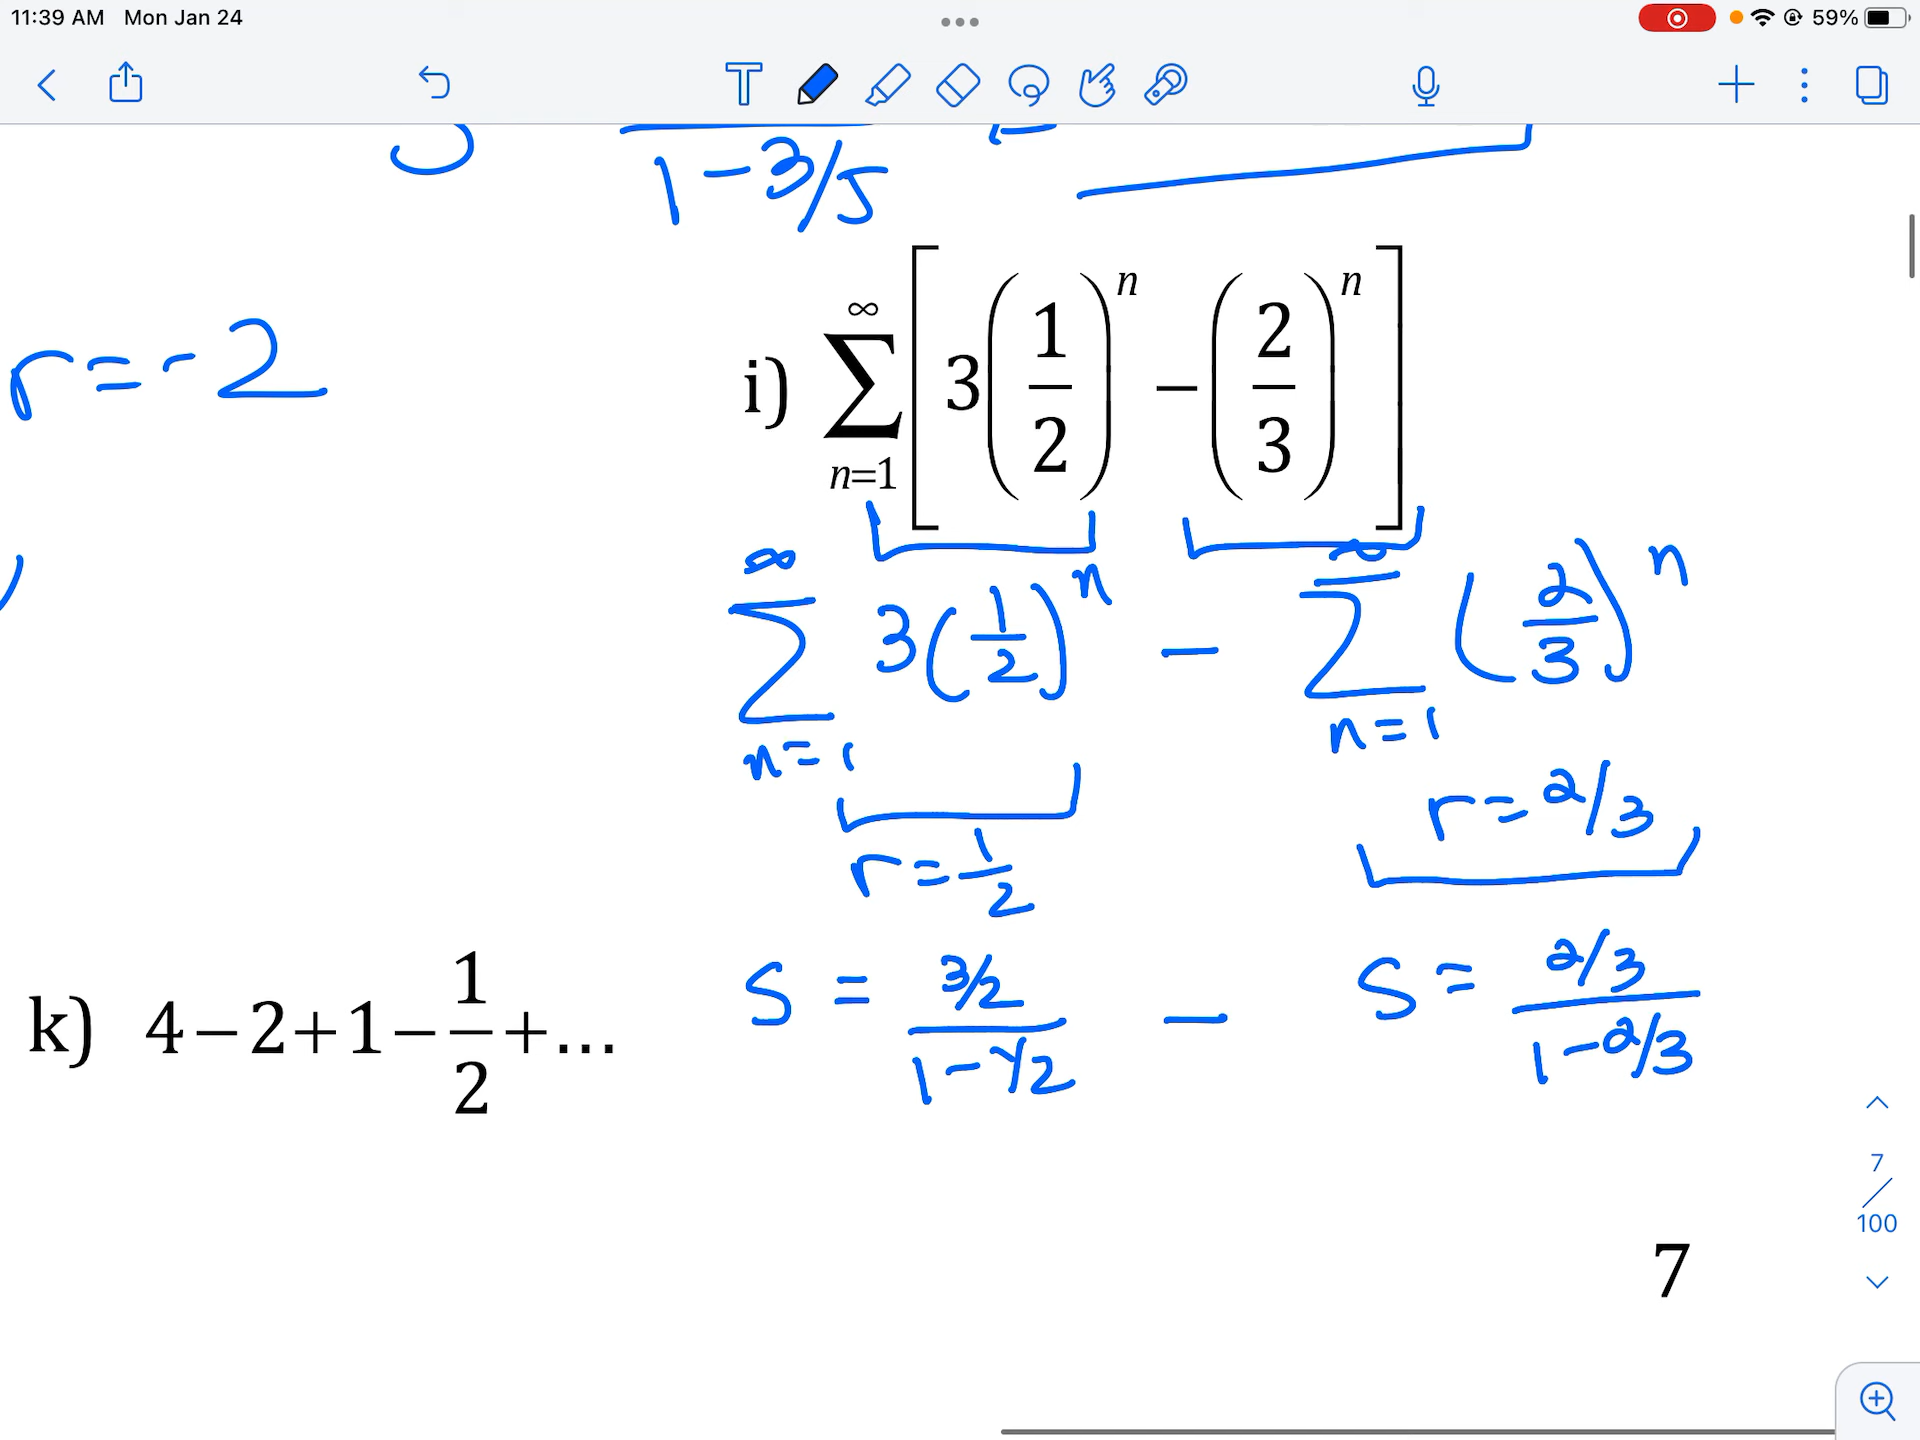 11:39 AM Mon Jan 24
59%
T
1-3/5
r=-2
i) ∞ Σ n=1 [3(1/2)^n − (2/3)^n]
∞ Σ n=1 3(1/2)^n − ∞ Σ n=1 (2/3)^n
r=1/2
r=2/3
S = (3/2)/(1-1/2) − S = (2/3)/(1-2/3)
k) 4−2+1−1/2+...
7
/
100
7